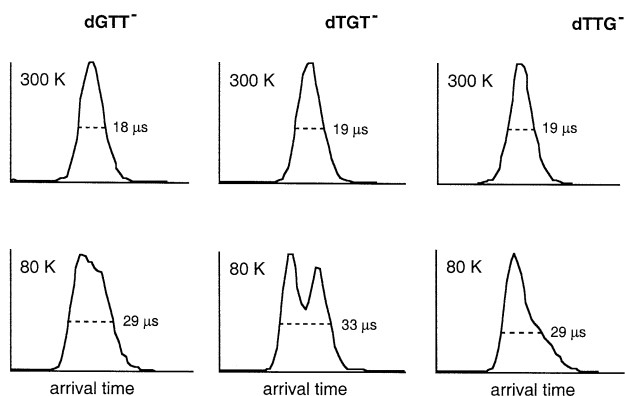 dGTT⁻ dTGT⁻ dTTG⁻
300 K 300 K 300 K
18 μs 19 μs 19 μs
80 K 80 K 80 K
29 μs 33 μs 29 μs
arrival time arrival time arrival time